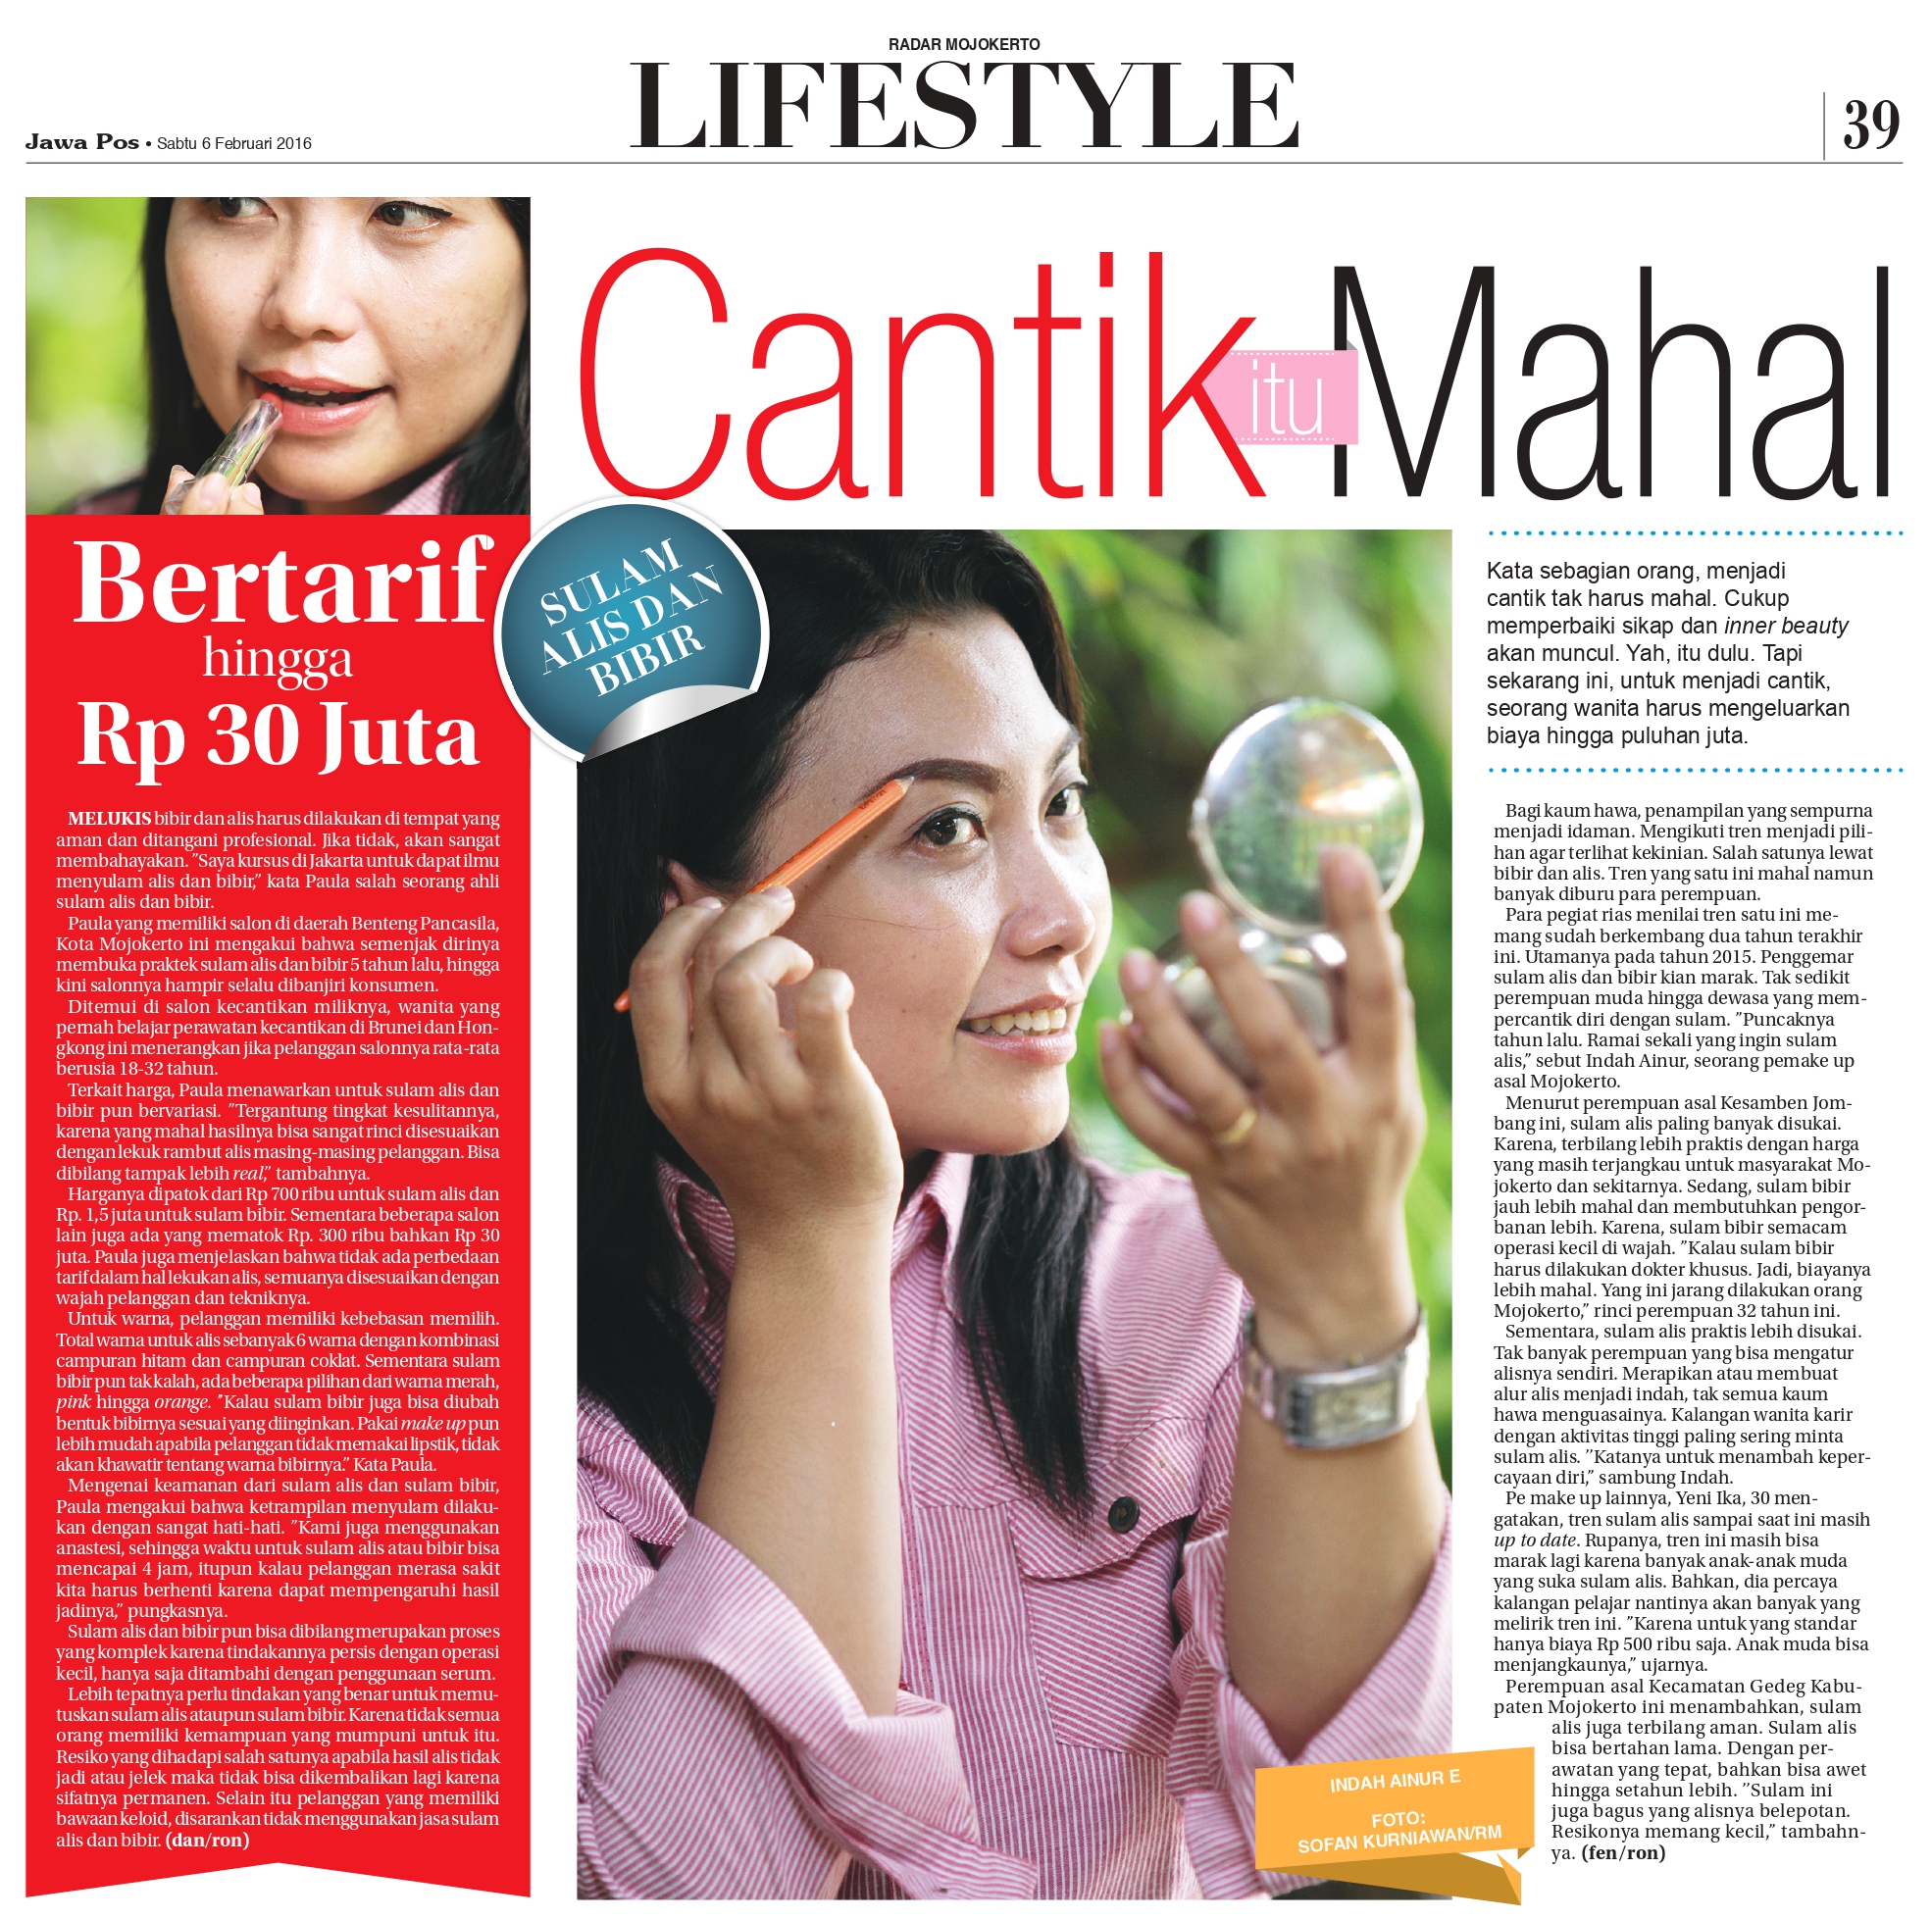 RADAR MOJOKERTO
LIFESTYLE
Jawa Pos • Sabtu 6 Februari 2016
39
Cantik itu Mahal
SULAM
ALIS DAN
BIBIR
Bertarif
hingga
Rp 30 Juta
MELUKIS bibir dan alis harus dilakukan di tempat yang
aman dan ditangani profesional. Jika tidak, akan sangat
membahayakan. ”Saya kursus di Jakarta untuk dapat ilmu
menyulam alis dan bibir,” kata Paula salah seorang ahli
sulam alis dan bibir.
Paula yang memiliki salon di daerah Benteng Pancasila,
Kota Mojokerto ini mengakui bahwa semenjak dirinya
membuka praktek sulam alis dan bibir 5 tahun lalu, hingga
kini salonnya hampir selalu dibanjiri konsumen.
Ditemui di salon kecantikan miliknya, wanita yang
pernah belajar perawatan kecantikan di Brunei dan Hon-
gkong ini menerangkan jika pelanggan salonnya rata-rata
berusia 18-32 tahun.
Terkait harga, Paula menawarkan untuk sulam alis dan
bibir pun bervariasi. ”Tergantung tingkat kesulitannya,
karena yang mahal hasilnya bisa sangat rinci disesuaikan
dengan lekuk rambut alis masing-masing pelanggan. Bisa
dibilang tampak lebih real,” tambahnya.
Harganya dipatok dari Rp 700 ribu untuk sulam alis dan
Rp. 1,5 juta untuk sulam bibir. Sementara beberapa salon
lain juga ada yang mematok Rp. 300 ribu bahkan Rp 30
juta. Paula juga menjelaskan bahwa tidak ada perbedaan
tarif dalam hal lekukan alis, semuanya disesuaikan dengan
wajah pelanggan dan tekniknya.
Untuk warna, pelanggan memiliki kebebasan memilih.
Total warna untuk alis sebanyak 6 warna dengan kombinasi
campuran hitam dan campuran coklat. Sementara sulam
bibir pun tak kalah, ada beberapa pilihan dari warna merah,
pink hingga orange. ”Kalau sulam bibir juga bisa diubah
bentuk bibirnya sesuai yang diinginkan. Pakai make up pun
lebih mudah apabila pelanggan tidak memakai lipstik, tidak
akan khawatir tentang warna bibirnya.” Kata Paula.
Mengenai keamanan dari sulam alis dan sulam bibir,
Paula mengakui bahwa ketrampilan menyulam dilaku-
kan dengan sangat hati-hati. ”Kami juga menggunakan
anastesi, sehingga waktu untuk sulam alis atau bibir bisa
mencapai 4 jam, itupun kalau pelanggan merasa sakit
kita harus berhenti karena dapat mempengaruhi hasil
jadinya,” pungkasnya.
Sulam alis dan bibir pun bisa dibilang merupakan proses
yang komplek karena tindakannya persis dengan operasi
kecil, hanya saja ditambahi dengan penggunaan serum.
Lebih tepatnya perlu tindakan yang benar untuk memu-
tuskan sulam alis ataupun sulam bibir. Karena tidak semua
orang memiliki kemampuan yang mumpuni untuk itu.
Resiko yang dihadapi salah satunya apabila hasil alis tidak
jadi atau jelek maka tidak bisa dikembalikan lagi karena
sifatnya permanen. Selain itu pelanggan yang memiliki
bawaan keloid, disarankan tidak menggunakan jasa sulam
alis dan bibir. (dan/ron)
Kata sebagian orang, menjadi
cantik tak harus mahal. Cukup
memperbaiki sikap dan inner beauty
akan muncul. Yah, itu dulu. Tapi
sekarang ini, untuk menjadi cantik,
seorang wanita harus mengeluarkan
biaya hingga puluhan juta.
Bagi kaum hawa, penampilan yang sempurna
menjadi idaman. Mengikuti tren menjadi pili-
han agar terlihat kekinian. Salah satunya lewat
bibir dan alis. Tren yang satu ini mahal namun
banyak diburu para perempuan.
Para pegiat rias menilai tren satu ini me-
mang sudah berkembang dua tahun terakhir
ini. Utamanya pada tahun 2015. Penggemar
sulam alis dan bibir kian marak. Tak sedikit
perempuan muda hingga dewasa yang mem-
percantik diri dengan sulam. ”Puncaknya
tahun lalu. Ramai sekali yang ingin sulam
alis,” sebut Indah Ainur, seorang pemake up
asal Mojokerto.
Menurut perempuan asal Kesamben Jom-
bang ini, sulam alis paling banyak disukai.
Karena, terbilang lebih praktis dengan harga
yang masih terjangkau untuk masyarakat Mo-
jokerto dan sekitarnya. Sedang, sulam bibir
jauh lebih mahal dan membutuhkan pengor-
banan lebih. Karena, sulam bibir semacam
operasi kecil di wajah. ”Kalau sulam bibir
harus dilakukan dokter khusus. Jadi, biayanya
lebih mahal. Yang ini jarang dilakukan orang
Mojokerto,” rinci perempuan 32 tahun ini.
Sementara, sulam alis praktis lebih disukai.
Tak banyak perempuan yang bisa mengatur
alisnya sendiri. Merapikan atau membuat
alur alis menjadi indah, tak semua kaum
hawa menguasainya. Kalangan wanita karir
dengan aktivitas tinggi paling sering minta
sulam alis. ”Katanya untuk menambah keper-
cayaan diri,” sambung Indah.
Pe make up lainnya, Yeni Ika, 30 men-
gatakan, tren sulam alis sampai saat ini masih
up to date. Rupanya, tren ini masih bisa
marak lagi karena banyak anak-anak muda
yang suka sulam alis. Bahkan, dia percaya
kalangan pelajar nantinya akan banyak yang
melirik tren ini. ”Karena untuk yang standar
hanya biaya Rp 500 ribu saja. Anak muda bisa
menjangkaunya,” ujarnya.
Perempuan asal Kecamatan Gedeg Kabu-
paten Mojokerto ini menambahkan, sulam
alis juga terbilang aman. Sulam alis
bisa bertahan lama. Dengan per-
awatan yang tepat, bahkan bisa awet
hingga setahun lebih. ”Sulam ini
juga bagus yang alisnya belepotan.
Resikonya memang kecil,” tambahn-
ya. (fen/ron)
INDAH AINUR E
FOTO:
SOFAN KURNIAWAN/RM